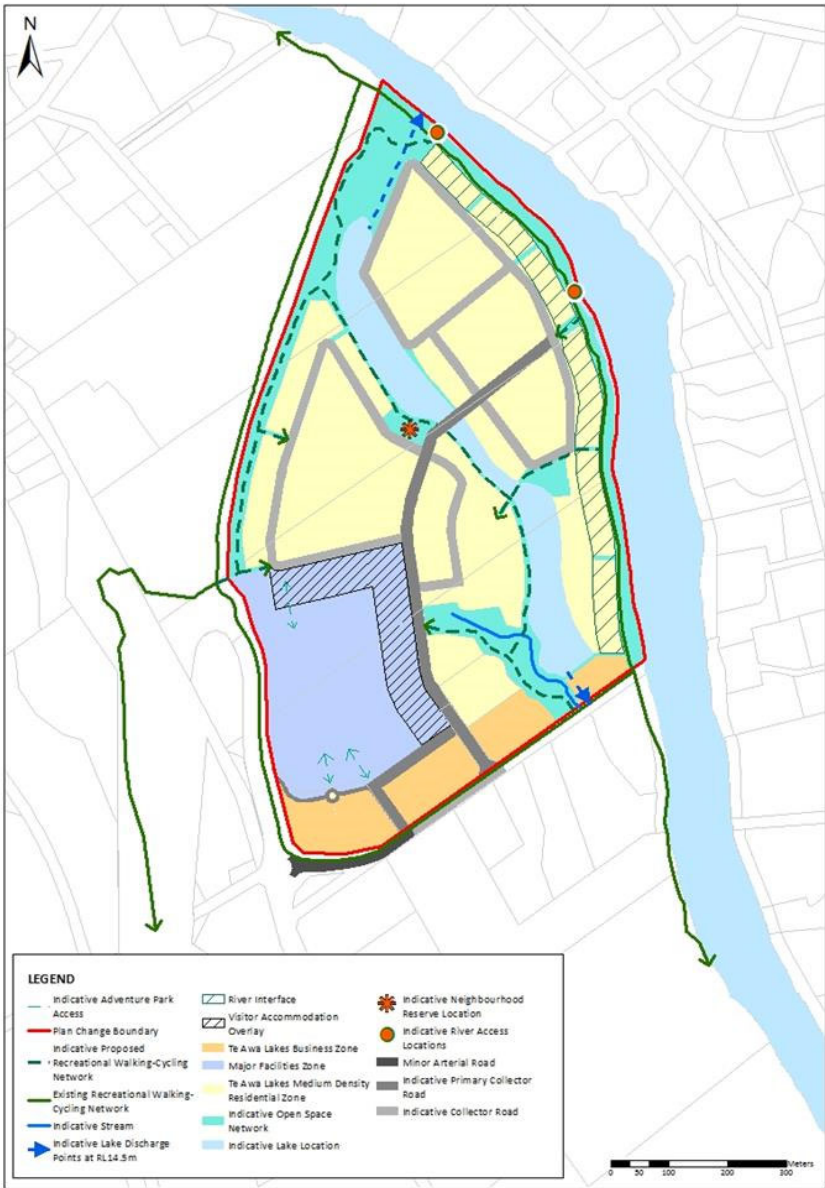 N
LEGEND
Indicative Adventure Park
Access
Plan Change Boundary
Indicative Proposed
Recreational Walking-Cycling
Network
Existing Recreational Walking-
Cycling Network
Indicative Stream
Indicative Lake Discharge
Points at RL14.5m
River Interface
Visitor Accommodation
Overlay
Te Awa Lakes Business Zone
Major Facilities Zone
Te Awa Lakes Medium Density
Residential Zone
Indicative Open Space
Network
Indicative Lake Location
Indicative Neighbourhood
Reserve Location
Indicative River Access
Locations
Minor Arterial Road
Indicative Primary Collector
Road
Indicative Collector Road
Meters
0 50 100 200 300